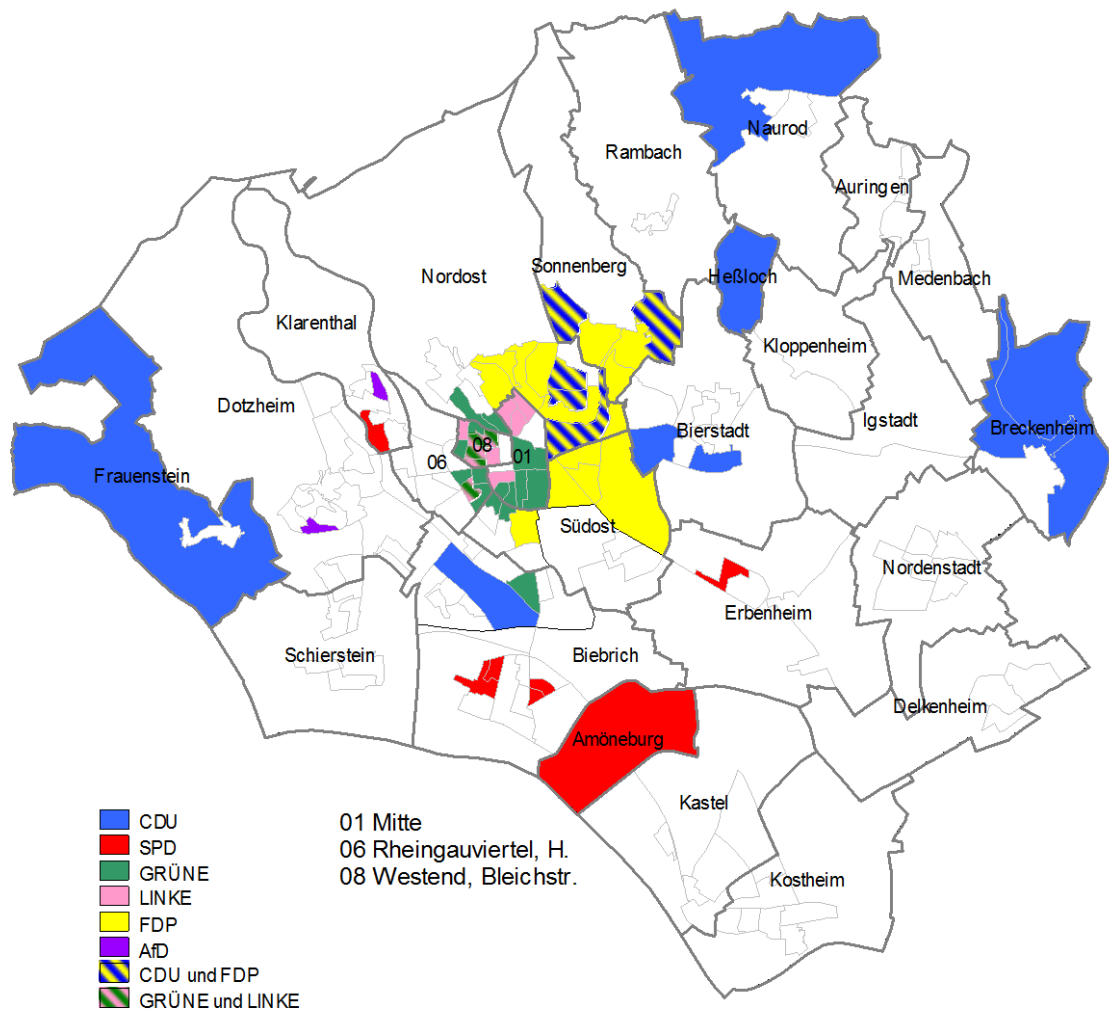 Naurod
Rambach
Auringen
Sonnenberg
Nordost
Heßloch
Medenbach
Klarenthal
Kloppenheim
Dotzheim
Igstadt
Bierstadt
Breckenheim
08
01
06
Frauenstein
Südost
Nordenstadt
Erbenheim
Schierstein
Biebrich
Delkenheim
Amöneburg
Kastel
Kostheim
CDU
SPD
GRÜNE
LINKE
FDP
AfD
CDU und FDP
GRÜNE und LINKE
01 Mitte
06 Rheingauviertel, H.
08 Westend, Bleichstr.